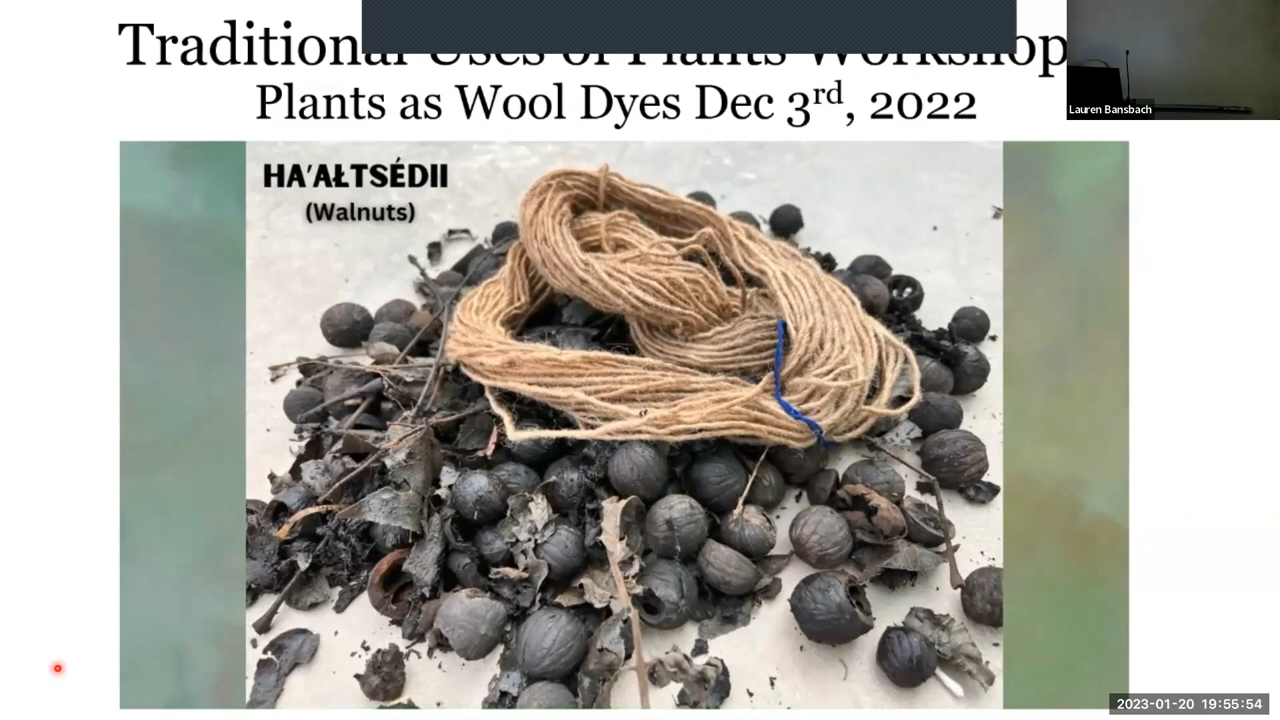 Traditional Uses of Plants Workshop
Plants as Wool Dyes Dec 3rd, 2022
Lauren Bansbach
HA'AŁTSÉDII
(Walnuts)
2023-01-20 19:55:54